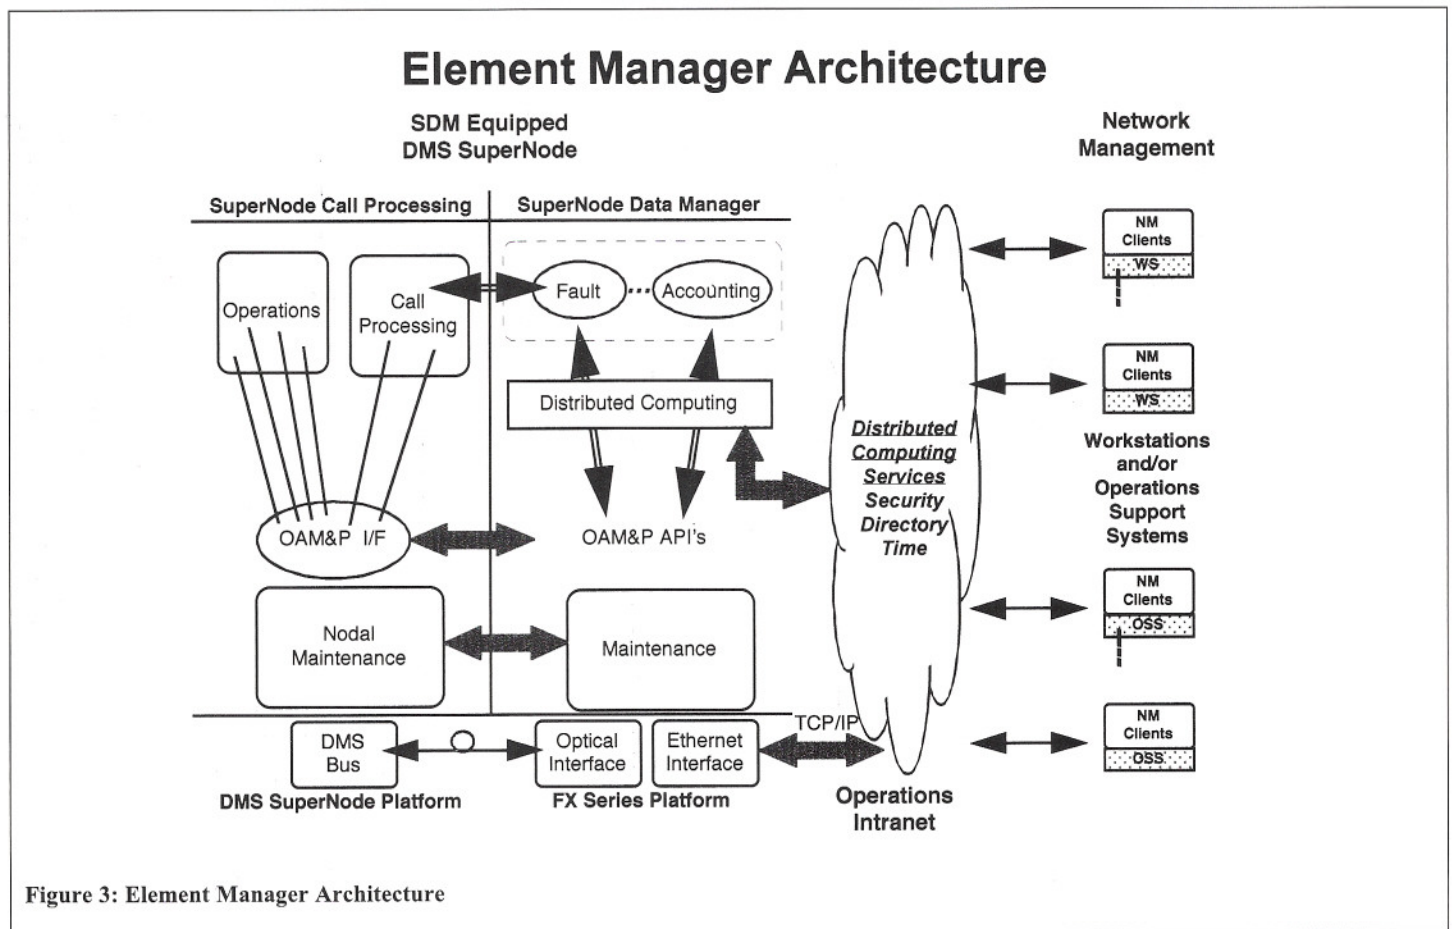 Element Manager Architecture
SDM Equipped
DMS SuperNode
Network
Management
SuperNode Call Processing
SuperNode Data Manager
Operations
Call
Processing
Fault
...
Accounting
Distributed Computing
OAM&P I/F
OAM&P API's
Nodal
Maintenance
Maintenance
DMS
Bus
Optical
Interface
Ethernet
Interface
TCP/IP
DMS SuperNode Platform
FX Series Platform
Distributed
Computing
Services
Security
Directory
Time
Operations
Intranet
NM
Clients
WS
NM
Clients
WS
Workstations
and/or
Operations
Support
Systems
NM
Clients
OSS
NM
Clients
OSS
Figure 3: Element Manager Architecture